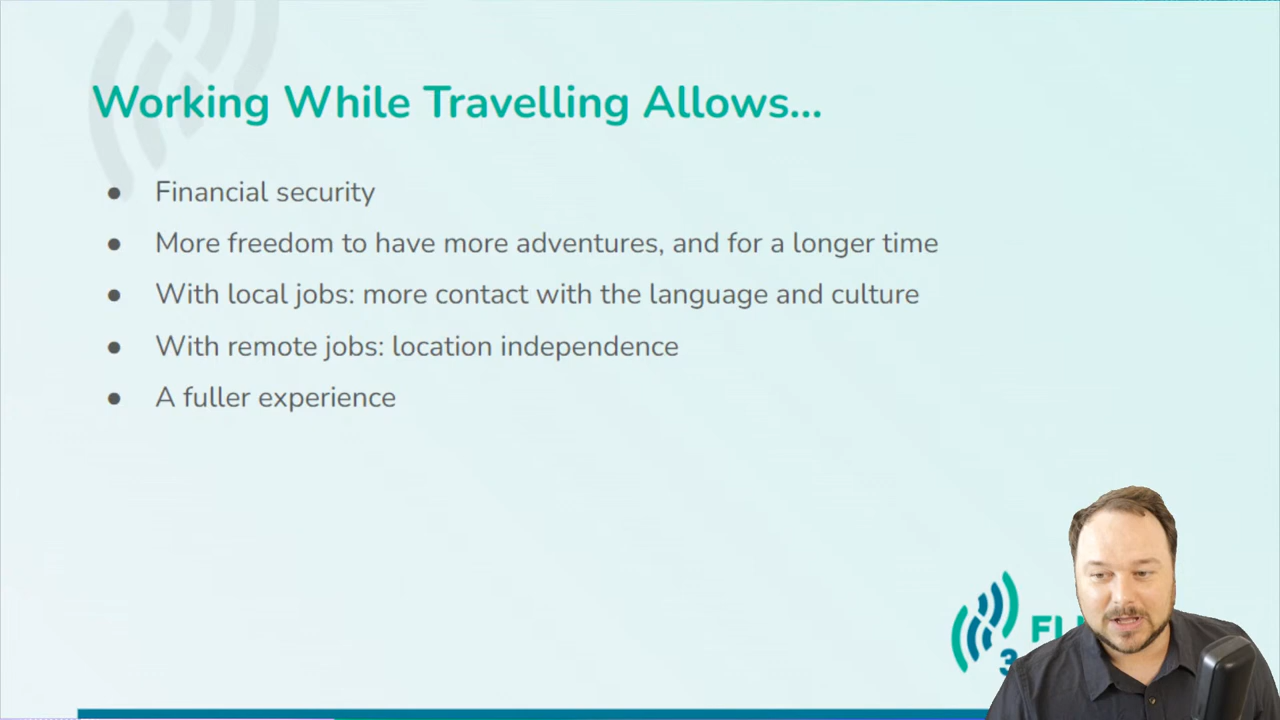 Working While Travelling Allows...
● Financial security
● More freedom to have more adventures, and for a longer time
● With local jobs: more contact with the language and culture
● With remote jobs: location independence
● A fuller experience